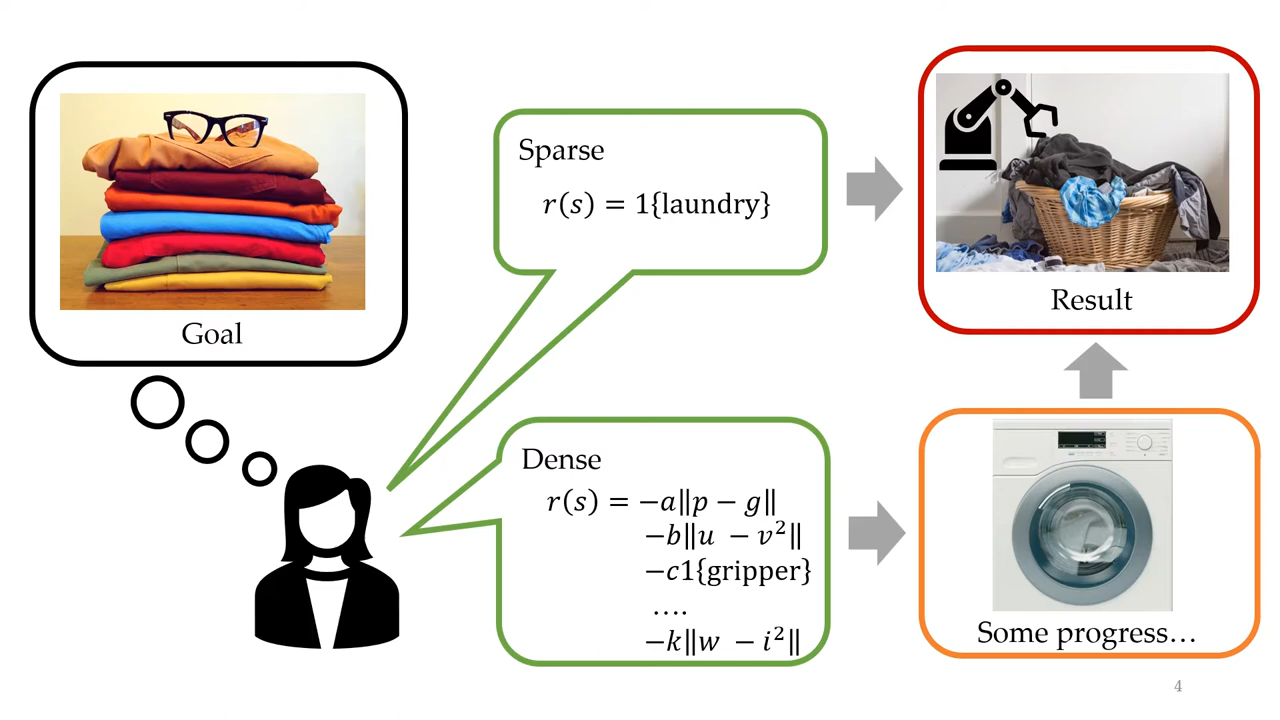 Goal
Sparse
r(s) = 1{laundry}
Result
Dense
r(s) = −a‖p − g‖
−b‖u − v²‖
−c1{gripper}
....
−k‖w − i²‖
Some progress…
4